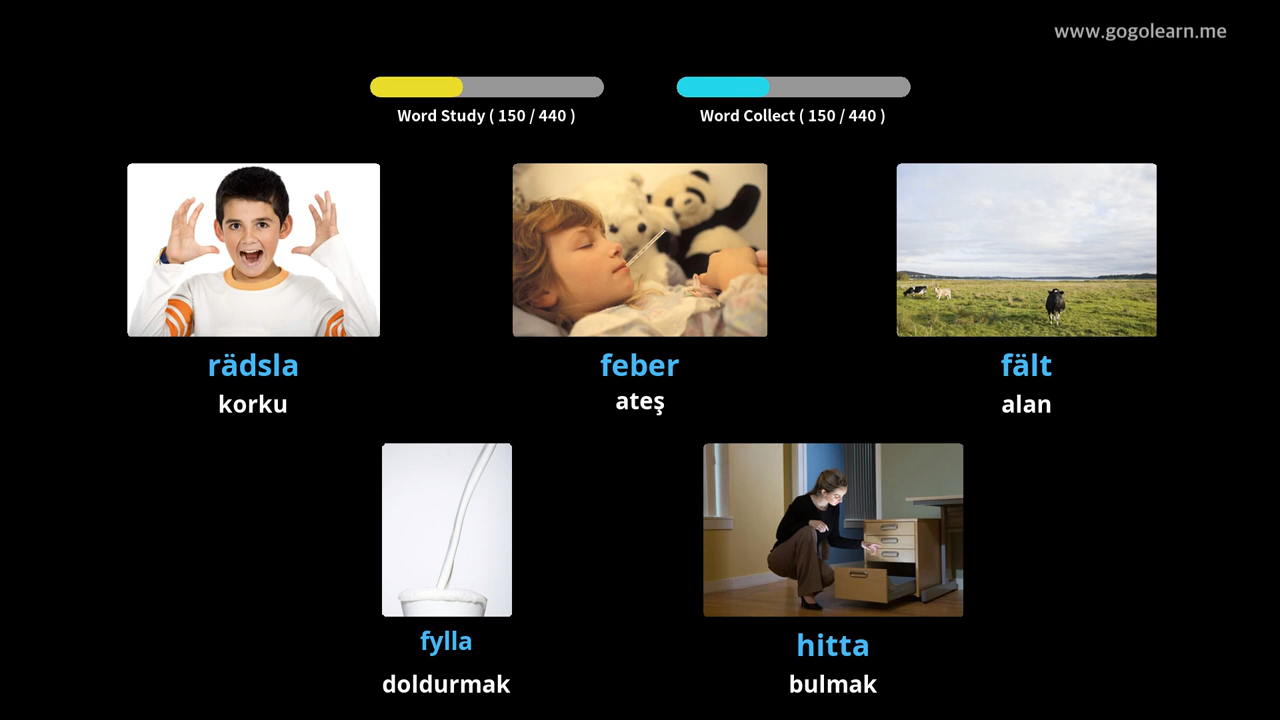 www.gogolearn.me
Word Study ( 150 / 440 )
Word Collect ( 150 / 440 )
rädsla
korku
feber
ateş
fält
alan
fylla
doldurmak
hitta
bulmak